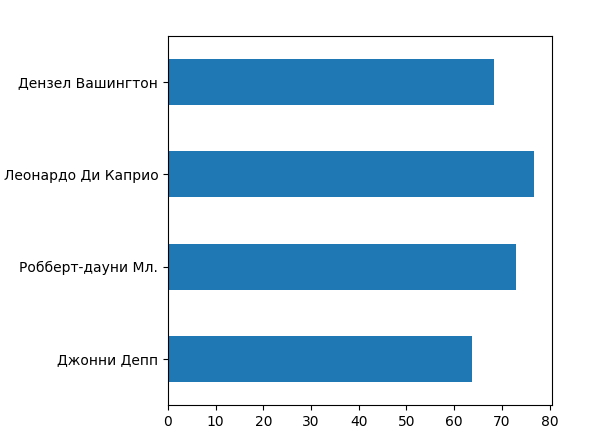 Дензел Вашингтон
Леонардо Ди Каприо
Робберт-дауни Мл.
Джонни Депп
0 10 20 30 40 50 60 70 80